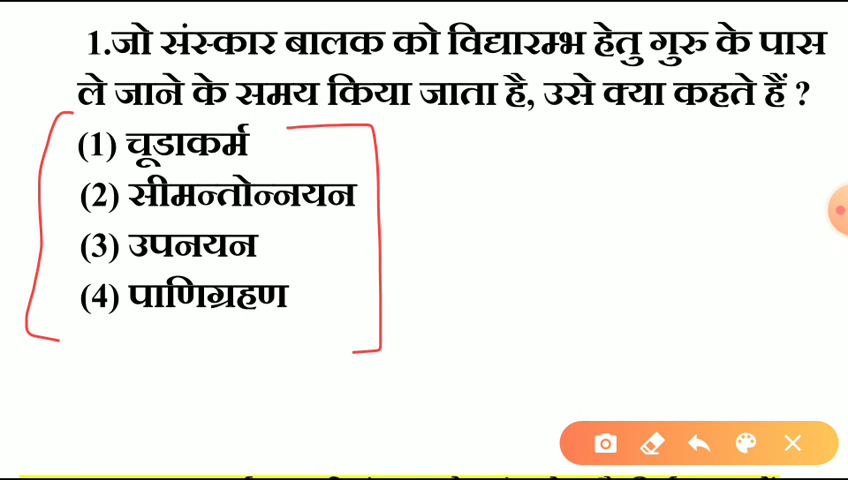 1.जो संस्कार बालक को विद्यारम्भ हेतु गुरु के पास
ले जाने के समय किया जाता है, उसे क्या कहते हैं ?
(1) चूडाकर्म
(2) सीमन्तोन्नयन
(3) उपनयन
(4) पाणिग्रहण